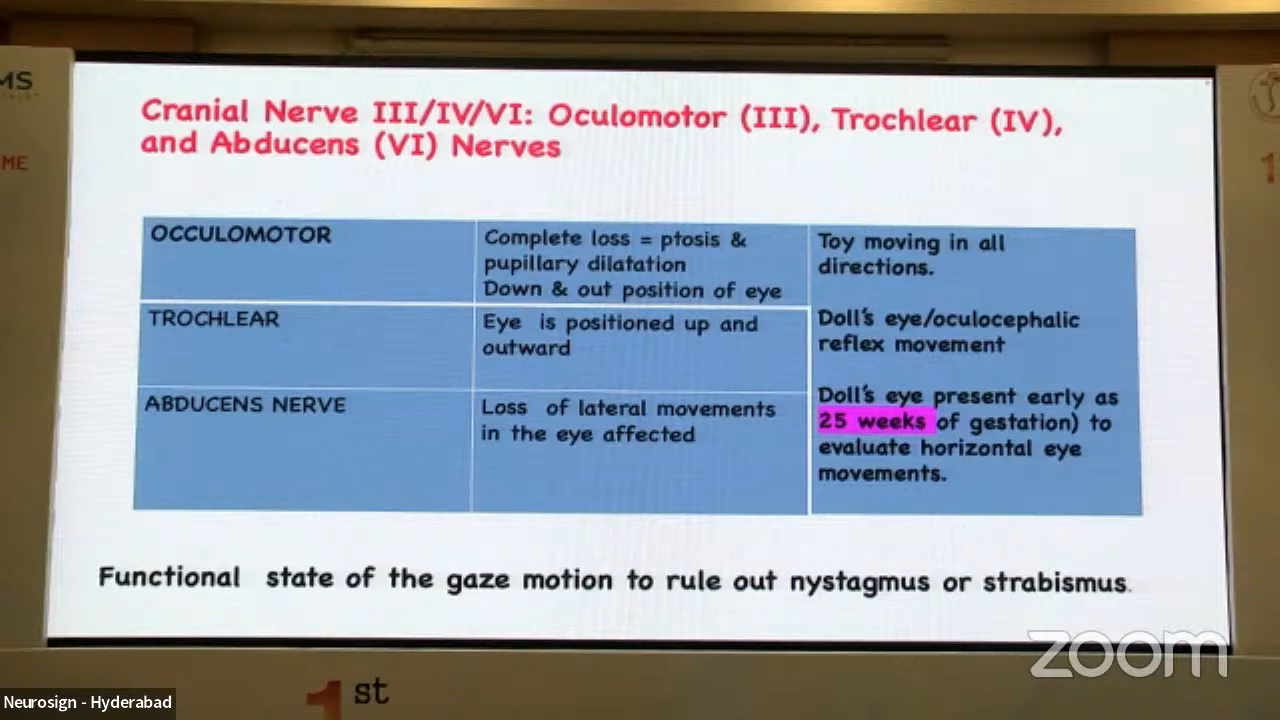 MS
ME
Cranial Nerve III/IV/VI: Oculomotor (III), Trochlear (IV),
and Abducens (VI) Nerves
OCCULOMOTOR
Complete loss = ptosis &
pupillary dilatation
Down & out position of eye
TROCHLEAR
Eye is positioned up and
outward
ABDUCENS NERVE
Loss of lateral movements
in the eye affected
Toy moving in all
directions.
Doll's eye/oculocephalic
reflex movement
Doll's eye present early as
25 weeks of gestation) to
evaluate horizontal eye
movements.
Functional state of the gaze motion to rule out nystagmus or strabismus.
1
zoom
1st
Neurosign - Hyderabad